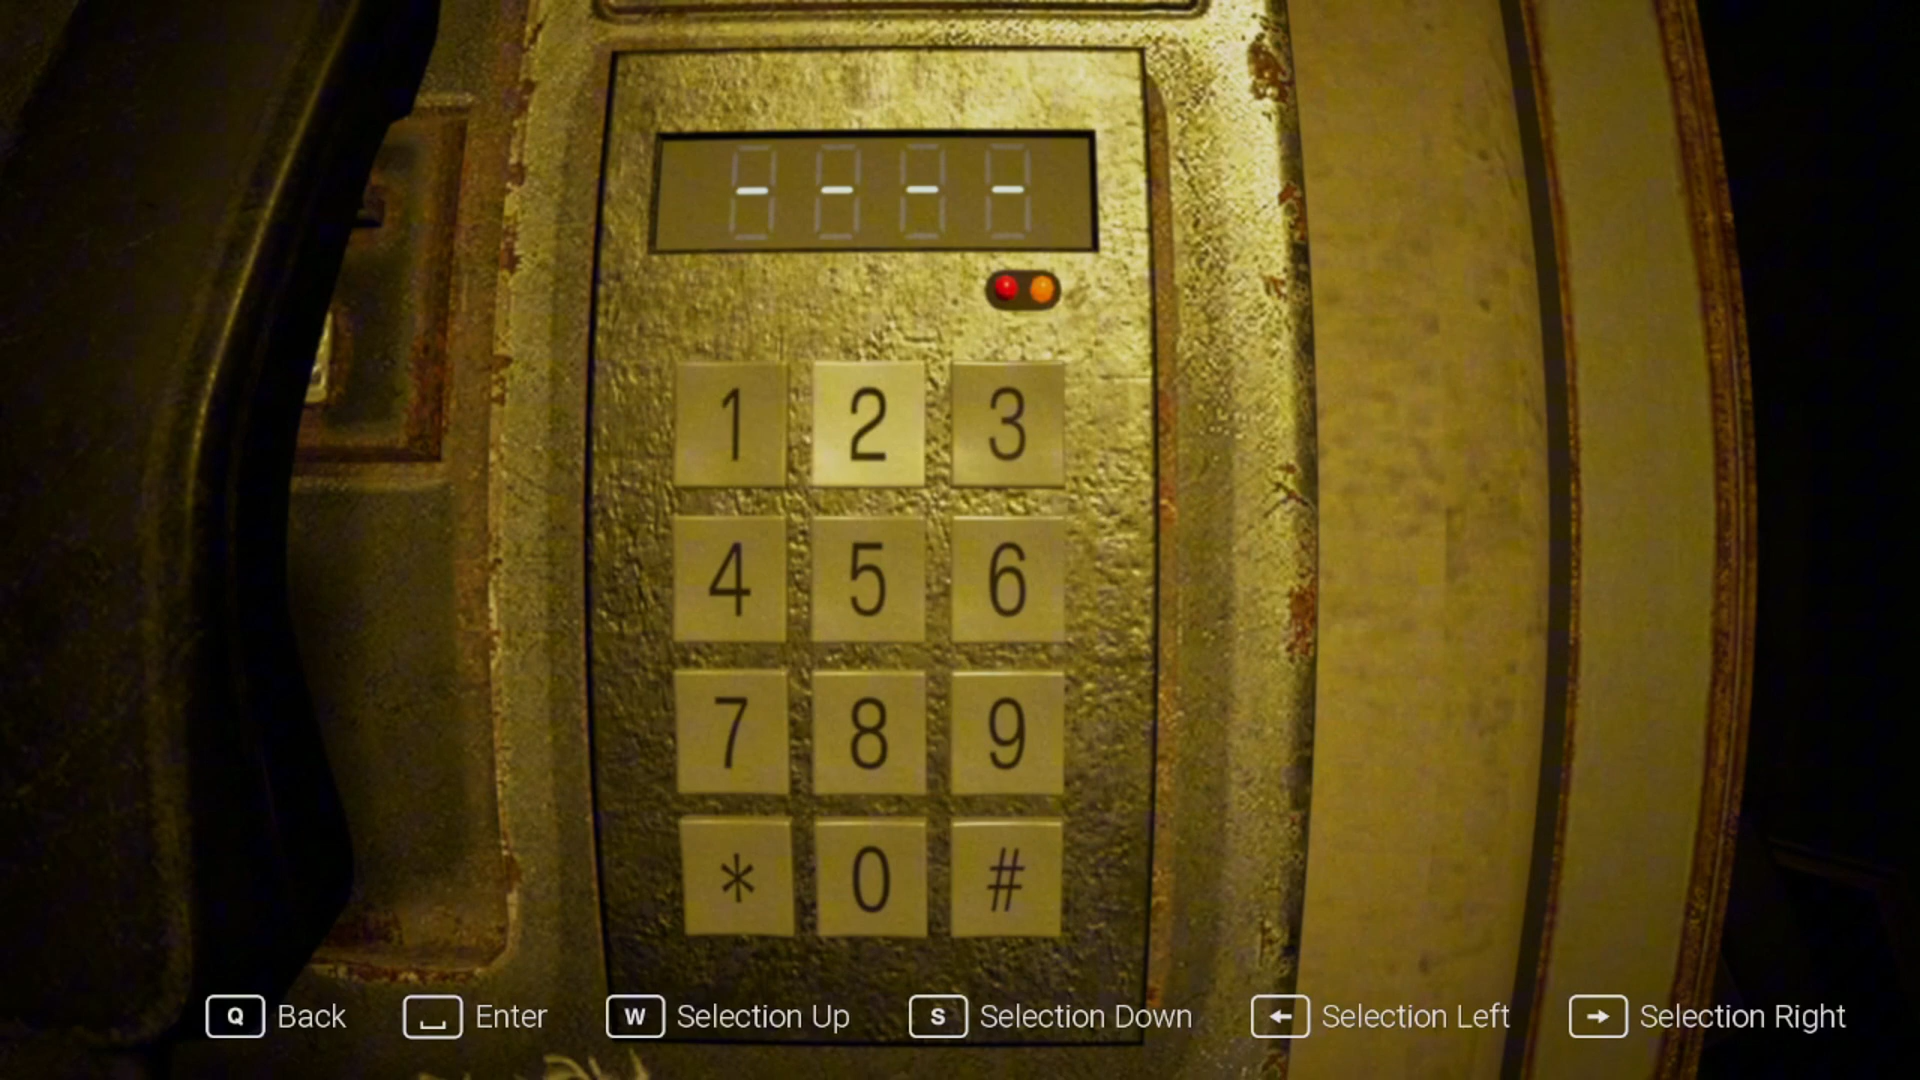 - - - -
1 2 3
4 5 6
7 8 9
* 0 #
Q Back Enter W Selection Up S Selection Down ← Selection Left → Selection Right